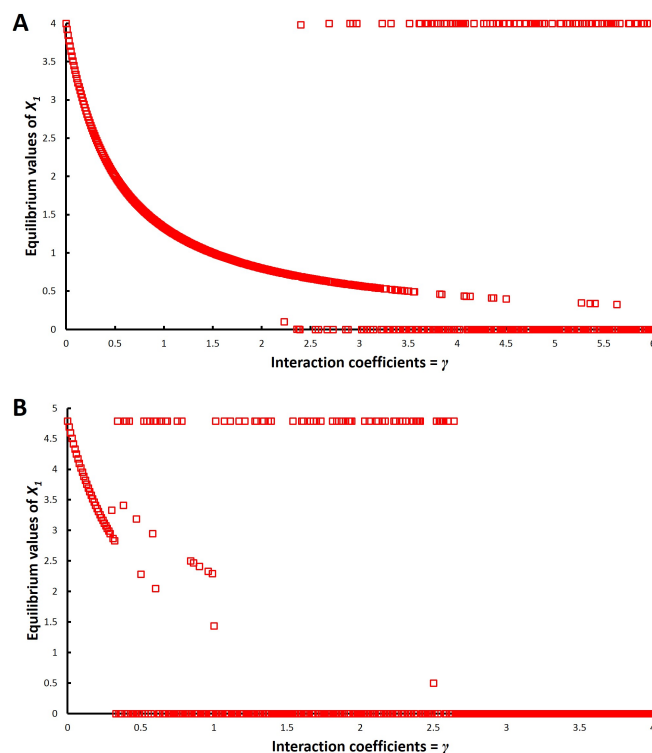 A
Equilibrium values of X1
4
3.5
3
2.5
2
1.5
1
0.5
0
0 0.5 1 1.5 2 2.5 3 3.5 4 4.5 5 5.5 6
Interaction coefficients = γ
B
Equilibrium values of X1
5
4.5
4
3.5
3
2.5
2
1.5
1
0.5
0
0 0.5 1 1.5 2 2.5 3 3.5 4
Interaction coefficients = γ